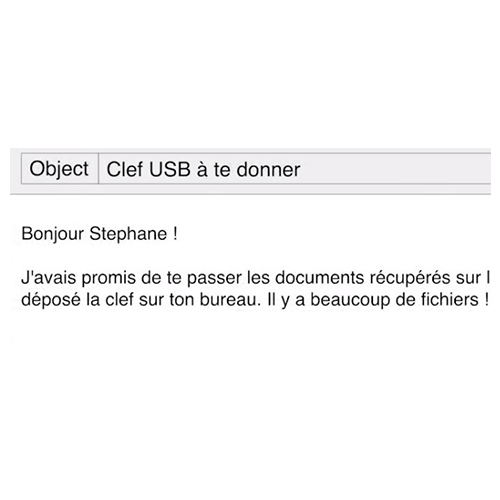 Object Clef USB à te donner
Bonjour Stephane !
J'avais promis de te passer les documents récupérés sur
déposé la clef sur ton bureau. Il y a beaucoup de fichiers !